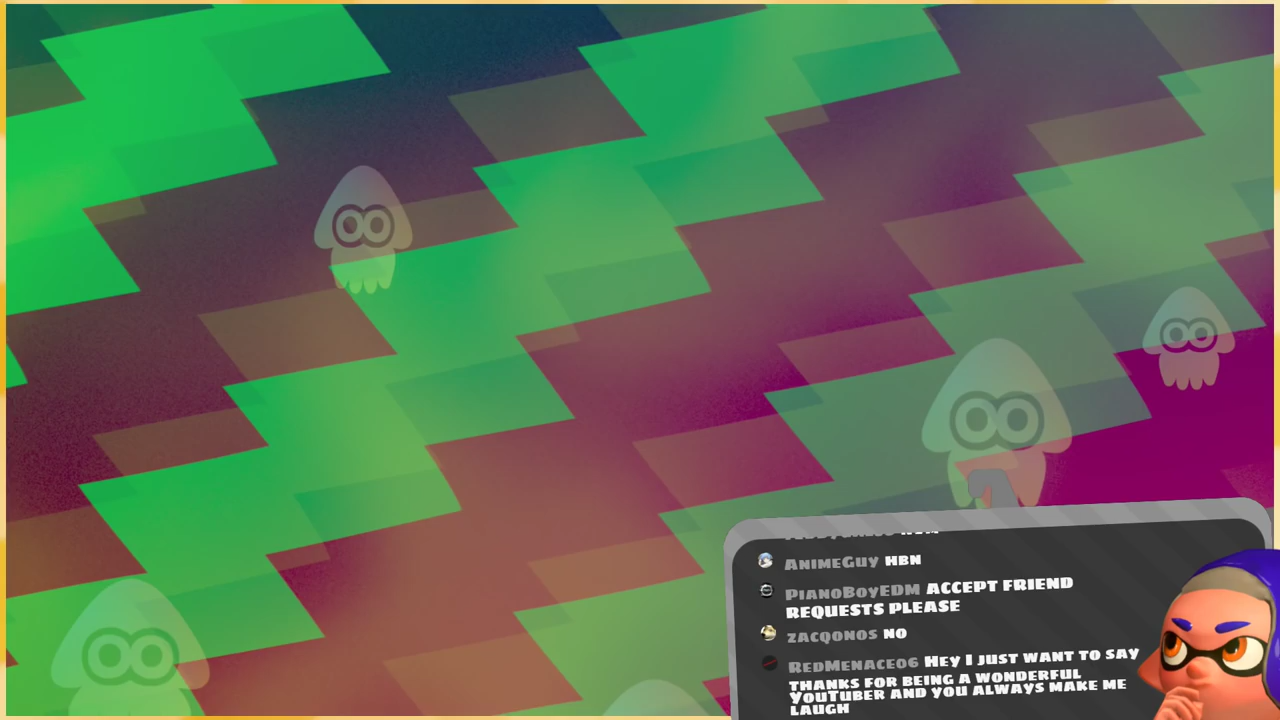 AnimeGuy HBN
PianoBoyEDM accept friend
requests please
zacqonos no
RedMenace06 Hey I just want to say
thanks for being a wonderful
YouTuber and you always make me
laugh